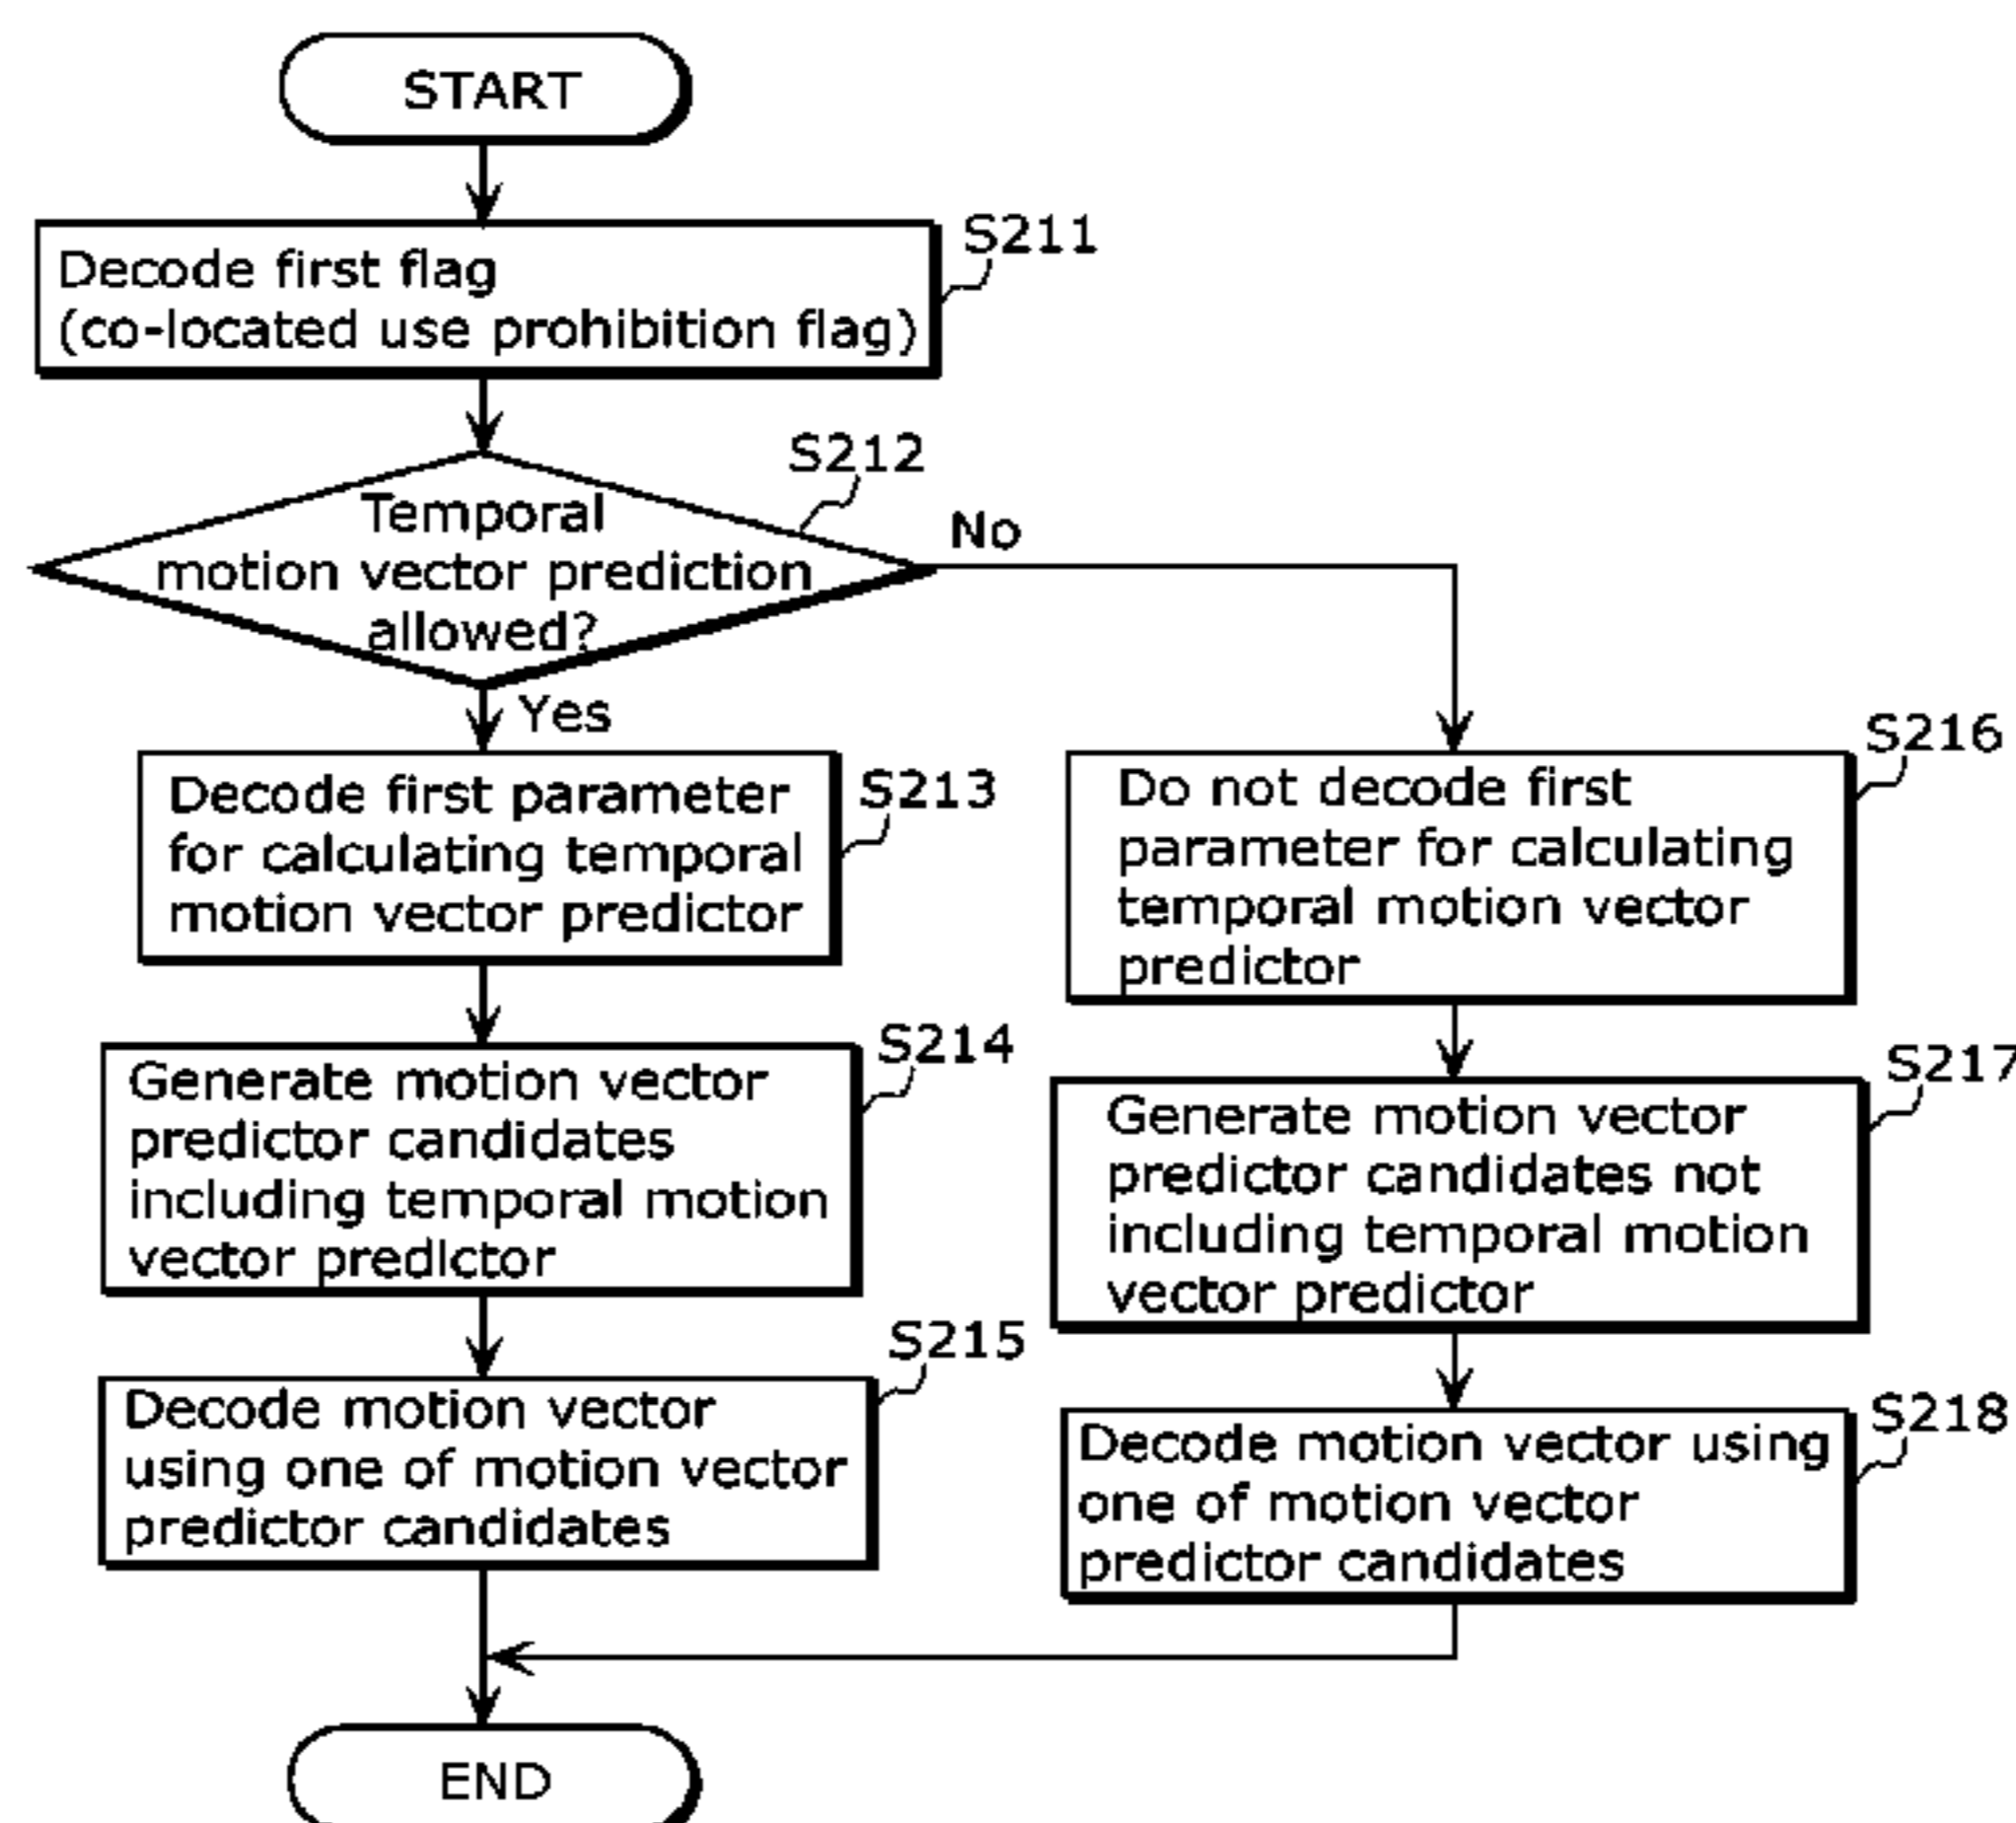 START
S211
Decode first flag
(co-located use prohibition flag)
S212
Temporal
motion vector prediction
allowed?
No
Yes
S213
Decode first parameter
for calculating temporal
motion vector predictor
S216
Do not decode first
parameter for calculating
temporal motion vector
predictor
S214
Generate motion vector
predictor candidates
including temporal motion
vector predictor
S217
Generate motion vector
predictor candidates not
including temporal motion
vector predictor
S215
Decode motion vector
using one of motion vector
predictor candidates
S218
Decode motion vector using
one of motion vector
predictor candidates
END